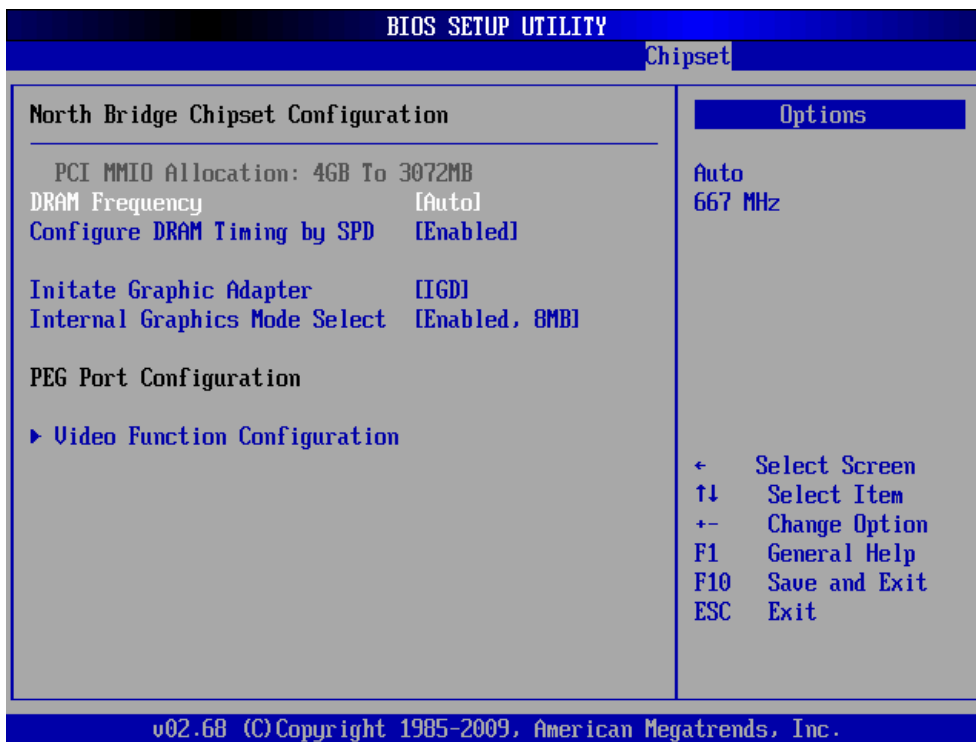 BIOS SETUP UTILITY
Chipset
North Bridge Chipset Configuration
PCI MMIO Allocation: 4GB To 3072MB
DRAM Frequency [Auto]
Configure DRAM Timing by SPD [Enabled]
Initate Graphic Adapter [IGD]
Internal Graphics Mode Select [Enabled, 8MB]
PEG Port Configuration
▶ Video Function Configuration
Options
Auto
667 MHz
← Select Screen
↑↓ Select Item
+- Change Option
F1 General Help
F10 Save and Exit
ESC Exit
v02.68 (C)Copyright 1985-2009, American Megatrends, Inc.